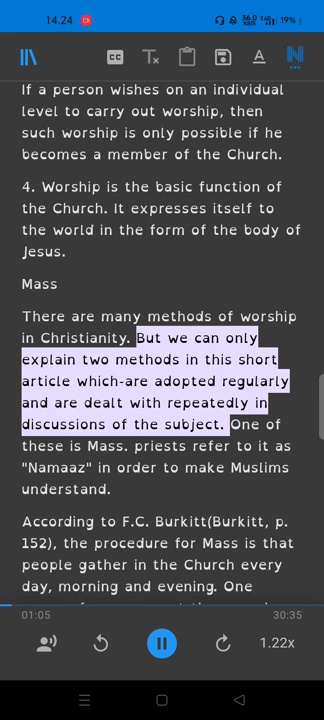 14.24
56.0 KB/S
19%
CC
If a person wishes on an individual
level to carry out worship, then
such worship is only possible if he
becomes a member of the Church.
4. Worship is the basic function of
the Church. It expresses itself to
the world in the form of the body of
Jesus.
Mass
There are many methods of worship
in Christianity. But we can only
explain two methods in this short
article which-are adopted regularly
and are dealt with repeatedly in
discussions of the subject. One of
these is Mass. priests refer to it as
"Namaaz" in order to make Muslims
understand.
According to F.C. Burkitt(Burkitt, p.
152), the procedure for Mass is that
people gather in the Church every
day, morning and evening. One
01:05 30:35
1.22x